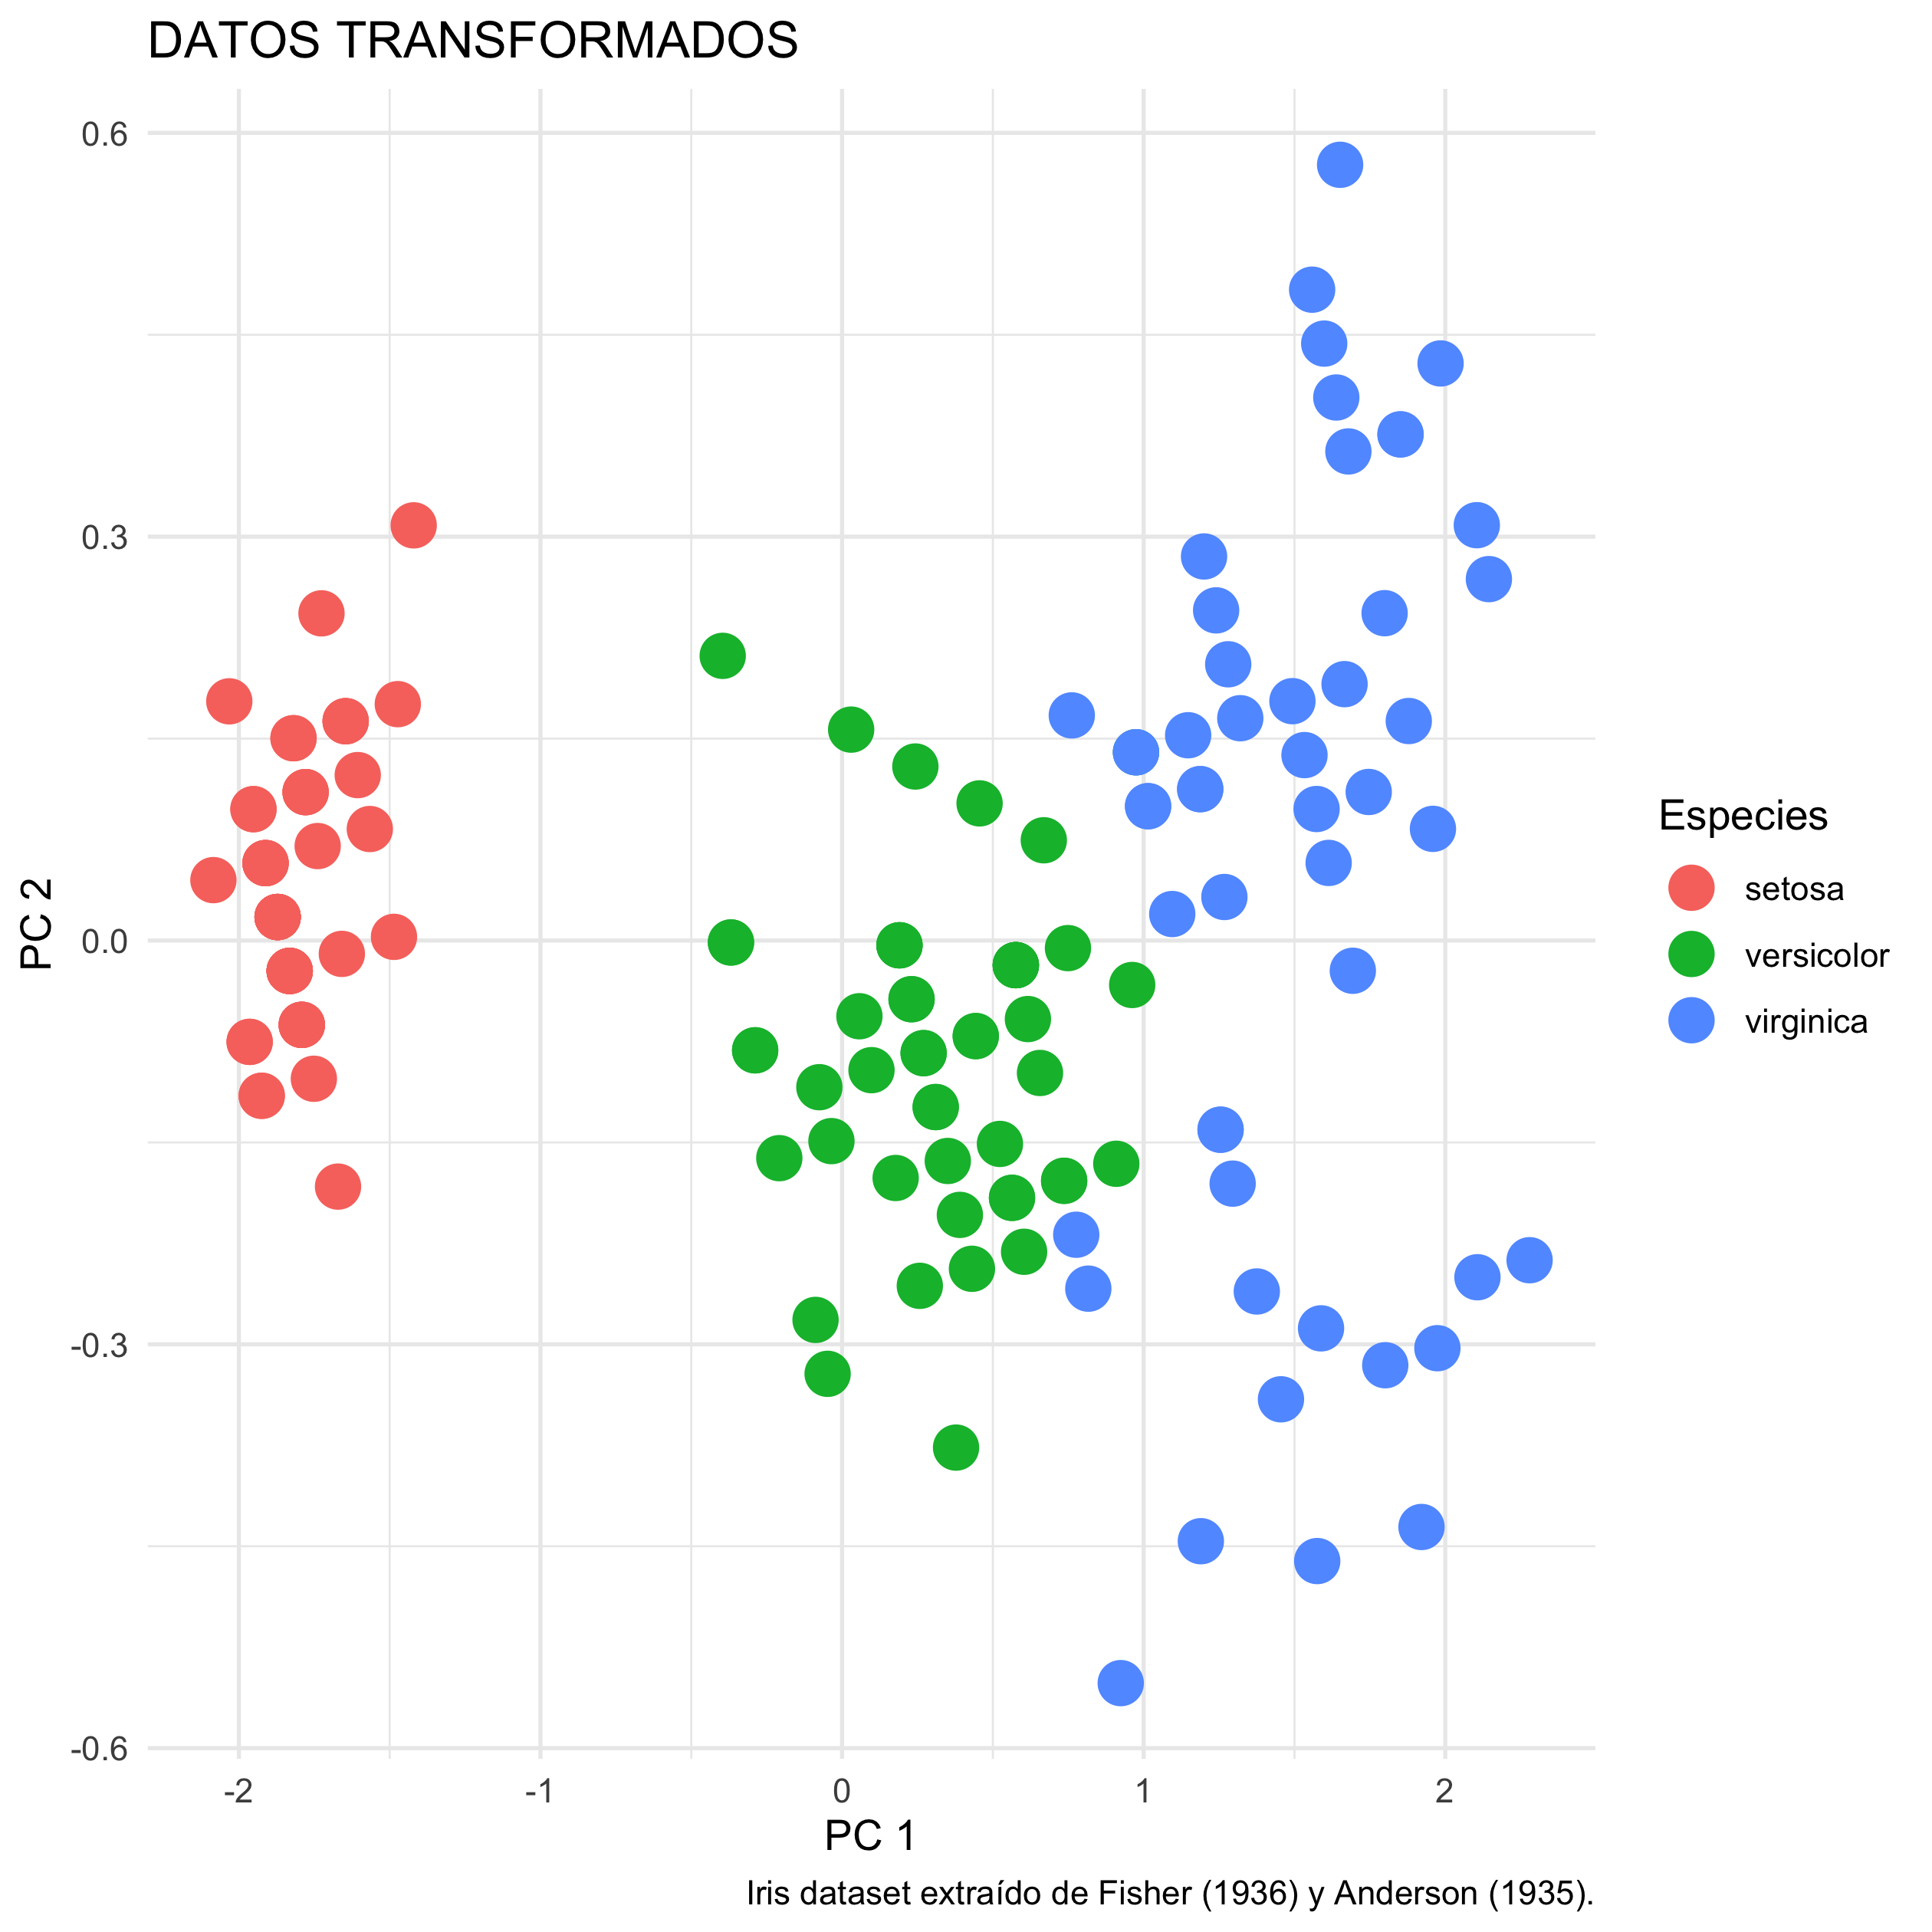 DATOS TRANSFORMADOS
0.6
0.3
0.0
-0.3
-0.6
PC 2
-2
-1
0
1
2
PC 1
Especies
setosa
versicolor
virginica
Iris dataset extraído de Fisher (1936) y Anderson (1935).